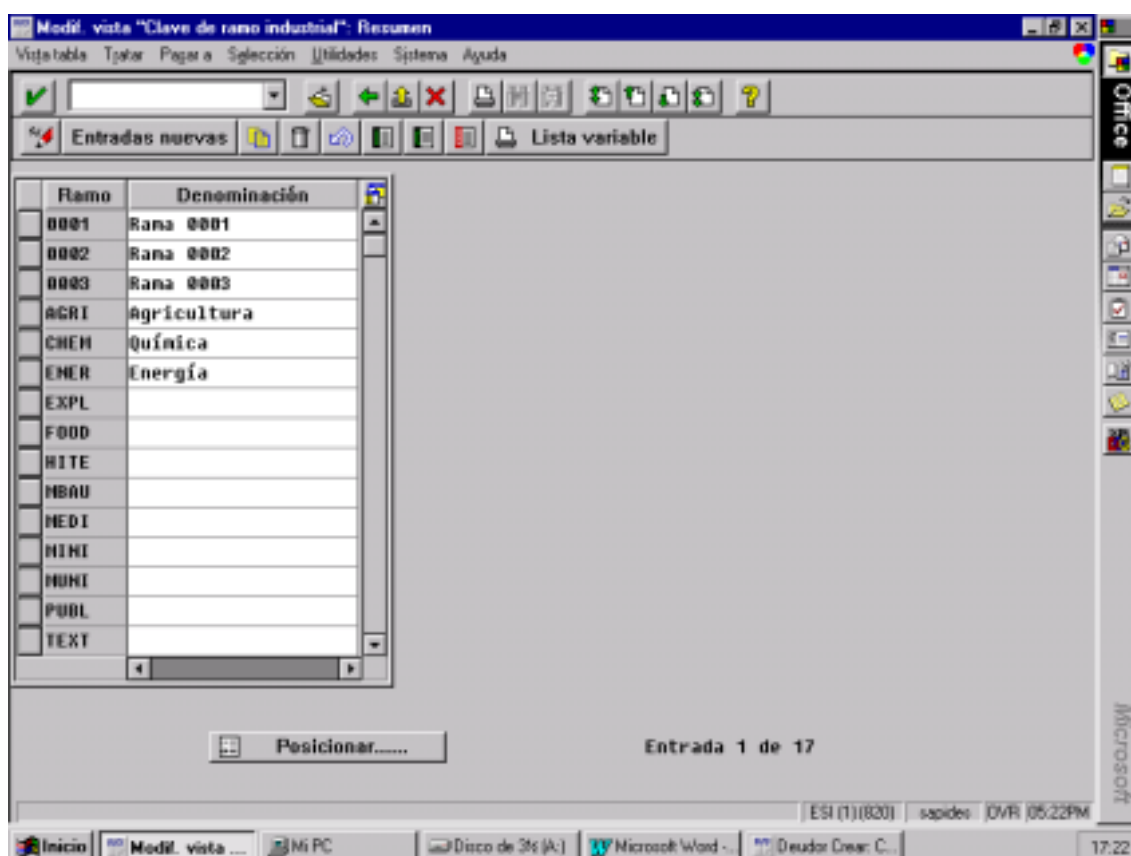 Modif. vista "Clave de ramo industrial": Resumen
Vista tabla Tratar Pasar a Selección Utilidades Sistema Ayuda
Entradas nuevas Lista variable
Office
Ramo Denominación
0001 Rama 0001
0002 Rama 0002
0003 Rama 0003
AGRI Agricultura
CHEM Química
ENER Energía
EXPL
FOOD
HITE
MBAU
MEDI
MINI
MUNI
PUBL
TEXT
Posicionar...... Entrada 1 de 17
Microsoft
ESI (1) (820) sapides OVR 05:22PM
Inicio Modif. vista .... Mi PC Disco de 3½ (A:) Microsoft Word -... Deudor Crear: C... 17:22